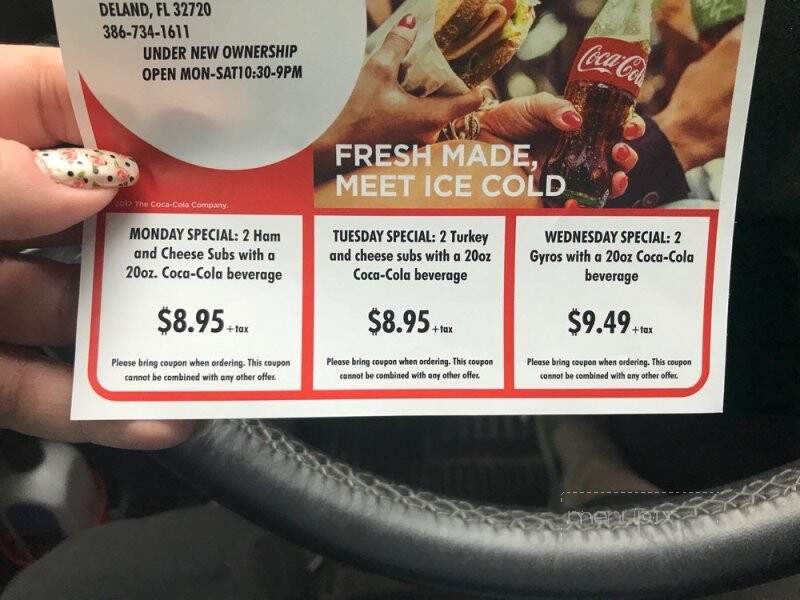 DELAND, FL 32720
386-734-1611
UNDER NEW OWNERSHIP
OPEN MON-SAT10:30-9PM
Coca-Cola
FRESH MADE,
MEET ICE COLD
2017 The Coca-Cola Company.
MONDAY SPECIAL: 2 Ham
and Cheese Subs with a
20oz. Coca-Cola beverage
$8.95 +tax
Please bring coupon when ordering. This coupon
cannot be combined with any other offer.
TUESDAY SPECIAL: 2 Turkey
and cheese subs with a 20oz
Coca-Cola beverage
$8.95 +tax
Please bring coupon when ordering. This coupon
cannot be combined with any other offer.
WEDNESDAY SPECIAL: 2
Gyros with a 20oz Coca-Cola
beverage
$9.49 +tax
Please bring coupon when ordering. This coupon
cannot be combined with any other offer.
menupix